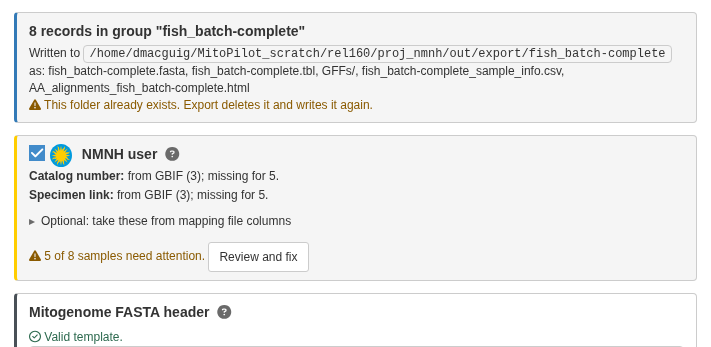 8 records in group "fish_batch-complete"
Written to /home/dmacguig/MitoPilot_scratch/rel160/proj_nmnh/out/export/fish_batch-complete
as: fish_batch-complete.fasta, fish_batch-complete.tbl, GFFs/, fish_batch-complete_sample_info.csv,
AA_alignments_fish_batch-complete.html
This folder already exists. Export deletes it and writes it again.
NMNH user ?
Catalog number: from GBIF (3); missing for 5.
Specimen link: from GBIF (3); missing for 5.
▸ Optional: take these from mapping file columns
5 of 8 samples need attention. Review and fix
Mitogenome FASTA header ?
Valid template.